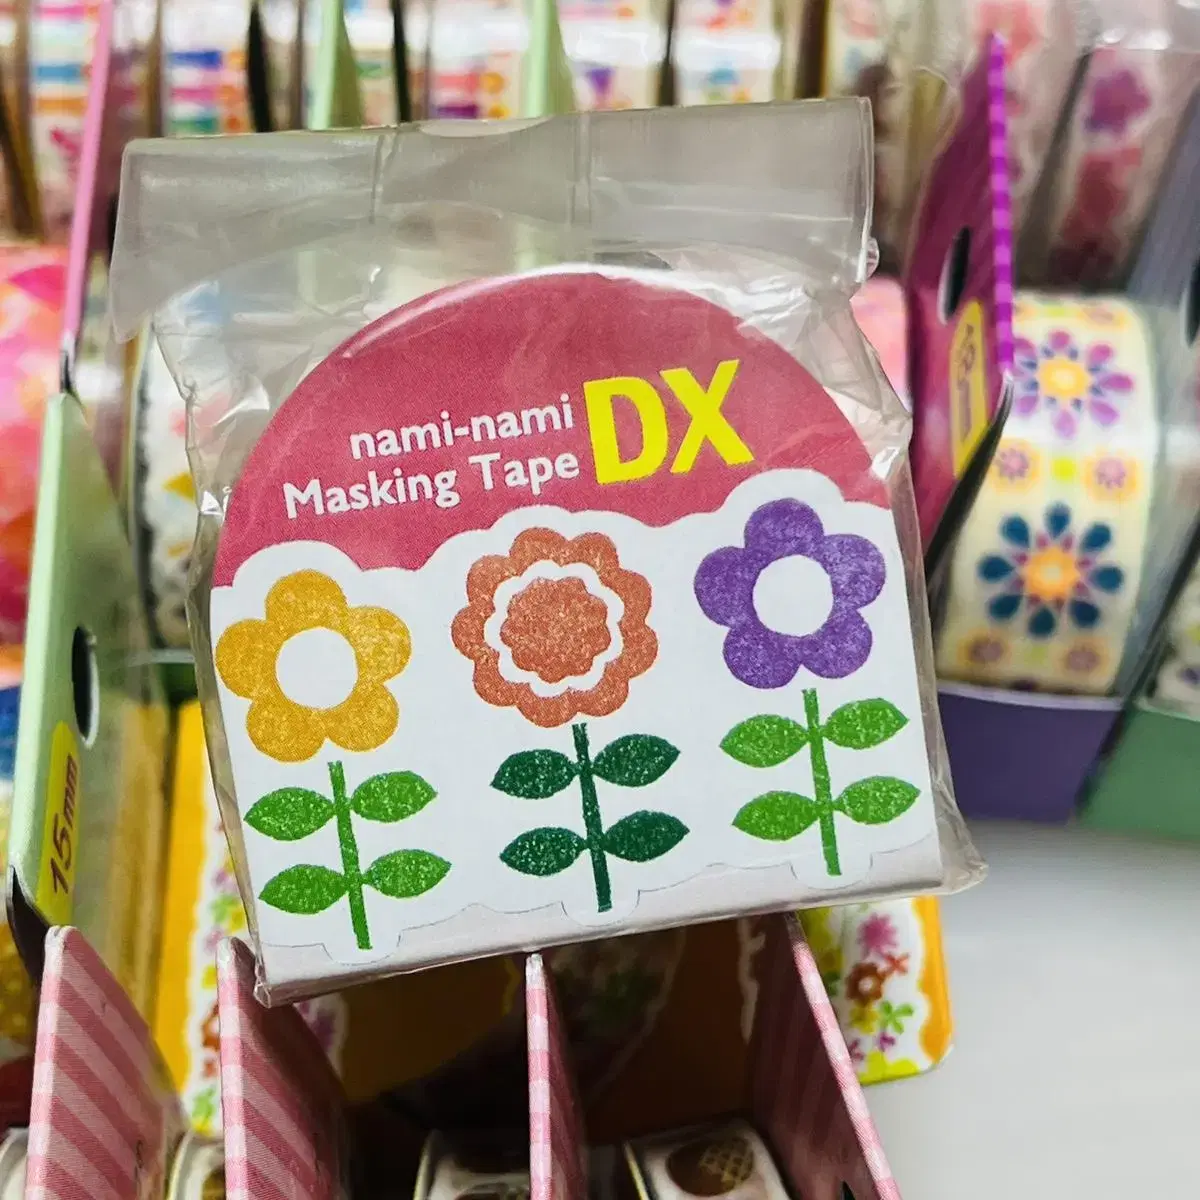 nami-nami
Masking Tape DX
15mm